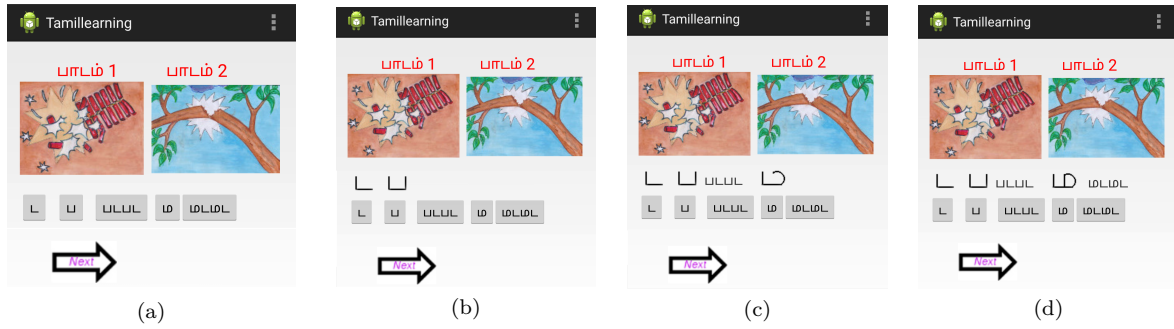 Tamillearning
பாடம் 1 பாடம் 2
ட ப படபட ம மடமட
Next
(a)
Tamillearning
பாடம் 1 பாடம் 2
ட ப
ட ப படபட ம மடமட
Next
(b)
Tamillearning
பாடம் 1 பாடம் 2
ட ப படபட
ட ப படபட ம மடமட
Next
(c)
Tamillearning
பாடம் 1 பாடம் 2
ட ப படபட ம மடமட
ட ப படபட ம மடமட
Next
(d)